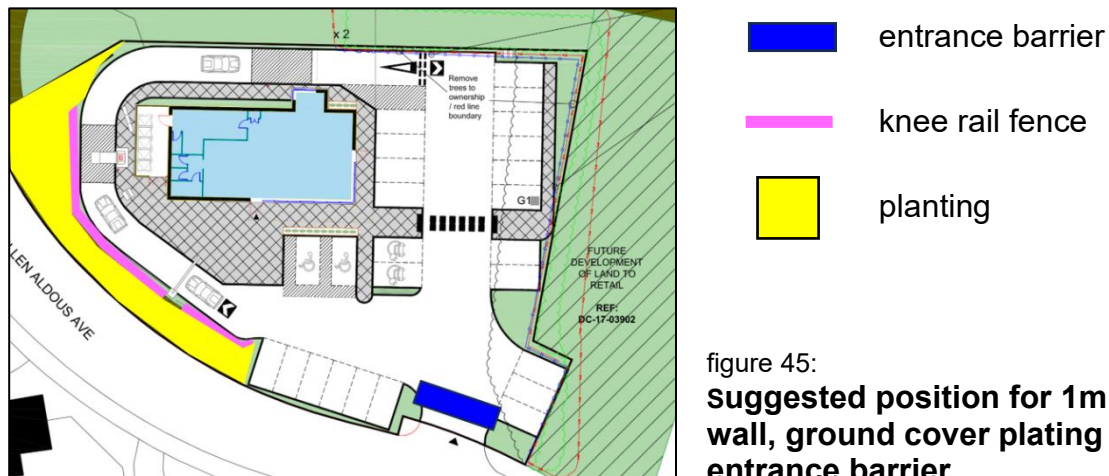 x 2
Remove
trees to
ownership
/ red line
boundary
G1
FUTURE
DEVELOPMENT
OF LAND TO
RETAIL
REF:
DC-17-03902
LLEN ALDOUS AVE
entrance barrier
knee rail fence
planting
figure 45:
Suggested position for 1m
wall, ground cover plating
entrance barrier